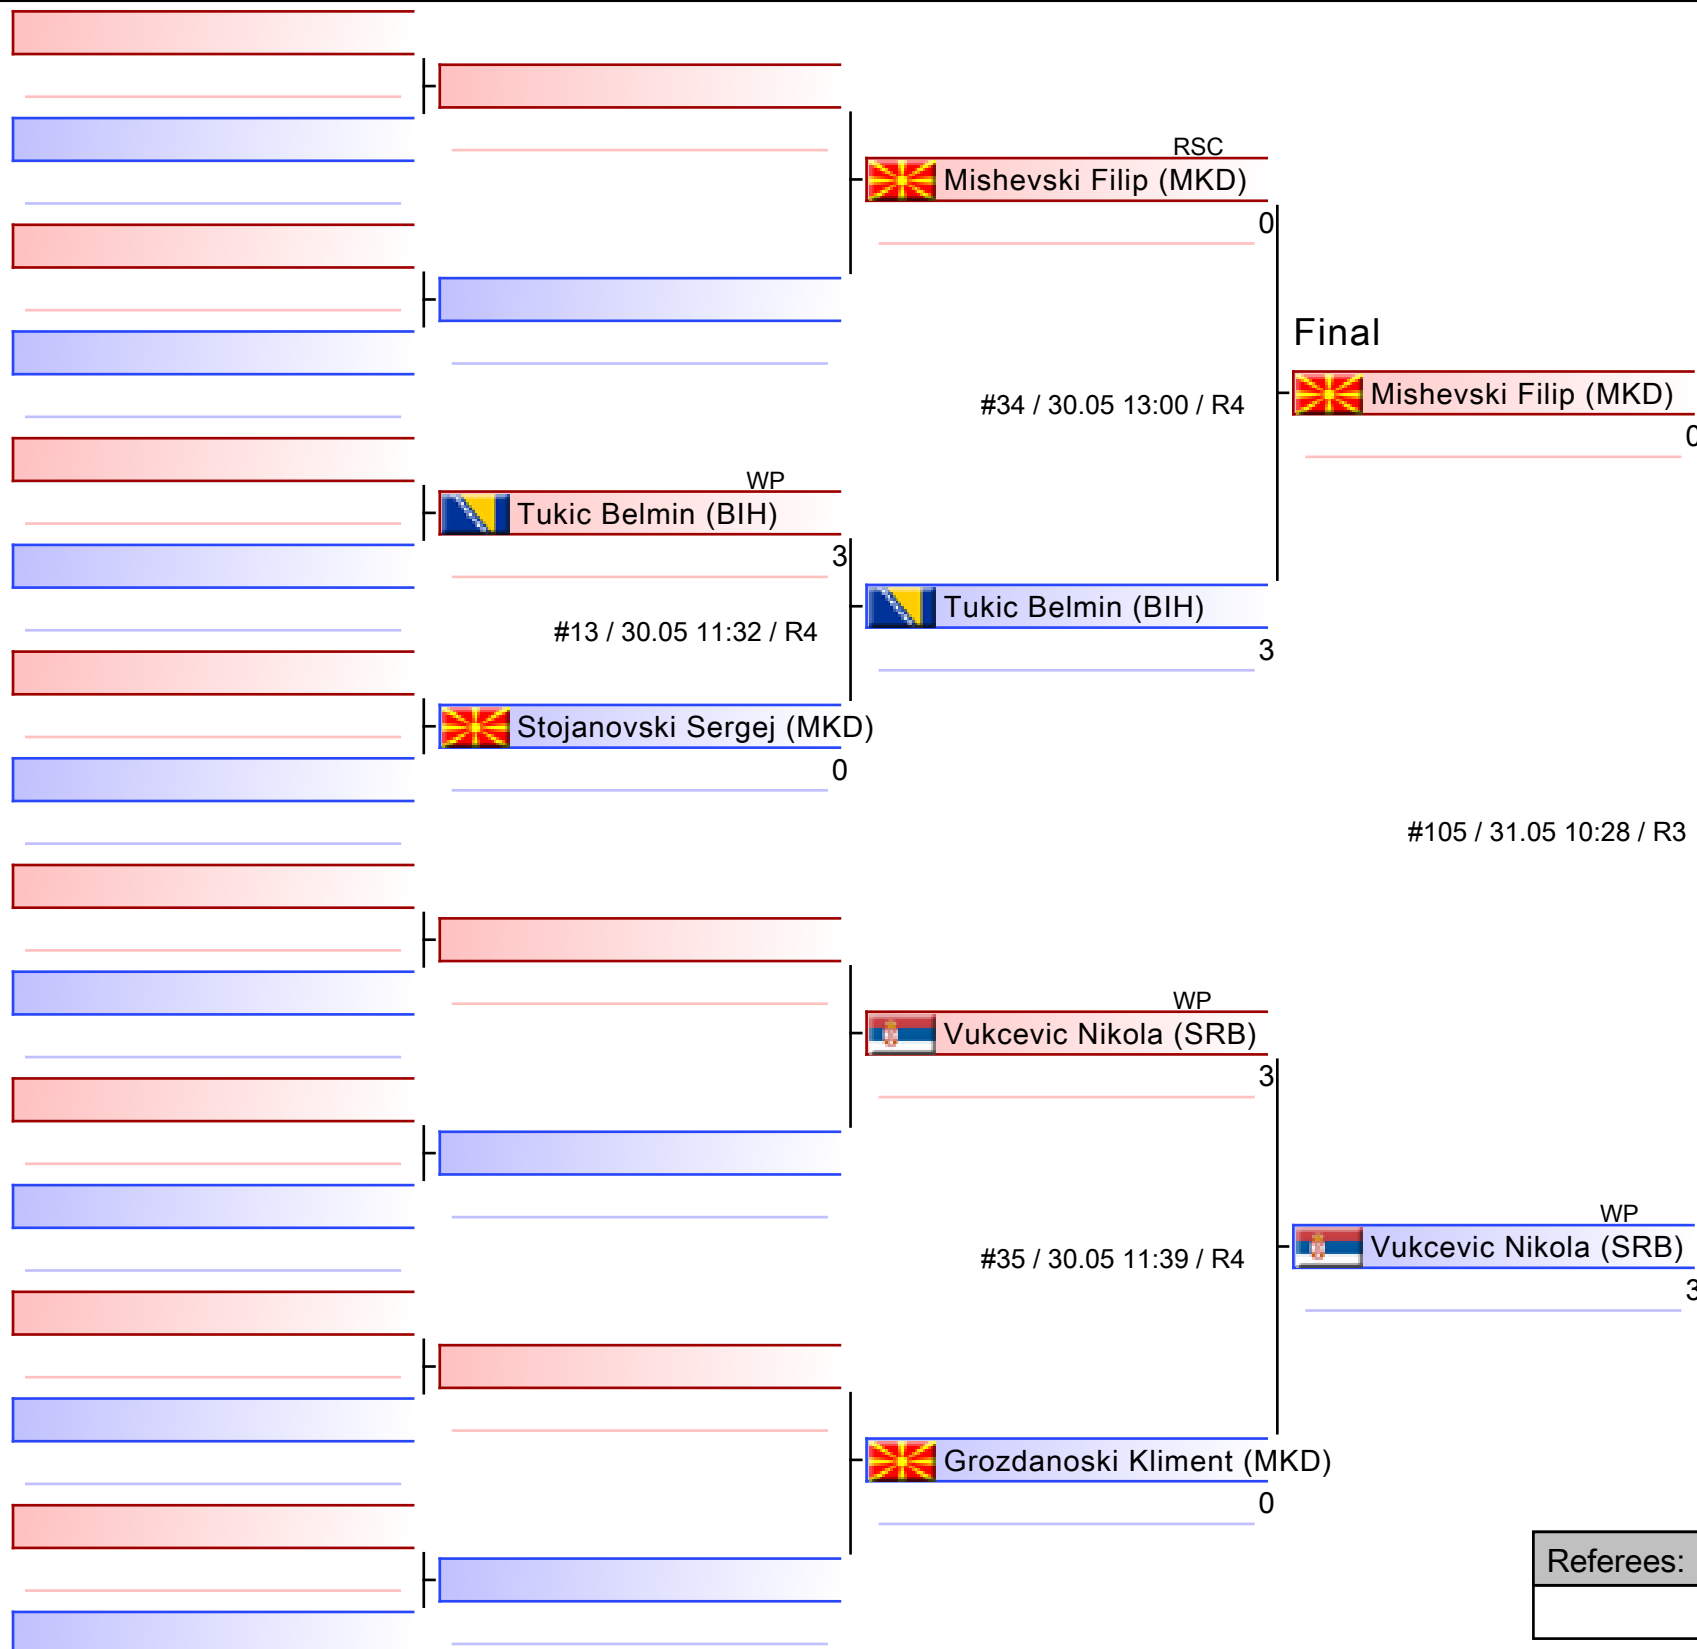 RSC
Mishevski Filip (MKD)
0
Final
#34 / 30.05 13:00 / R4
Mishevski Filip (MKD)
0
WP
Tukic Belmin (BIH)
3
Tukic Belmin (BIH)
#13 / 30.05 11:32 / R4
3
Stojanovski Sergej (MKD)
0
#105 / 31.05 10:28 / R3
WP
Vukcevic Nikola (SRB)
3
WP
#35 / 30.05 11:39 / R4
Vukcevic Nikola (SRB)
3
Grozdanoski Kliment (MKD)
0
Referees: